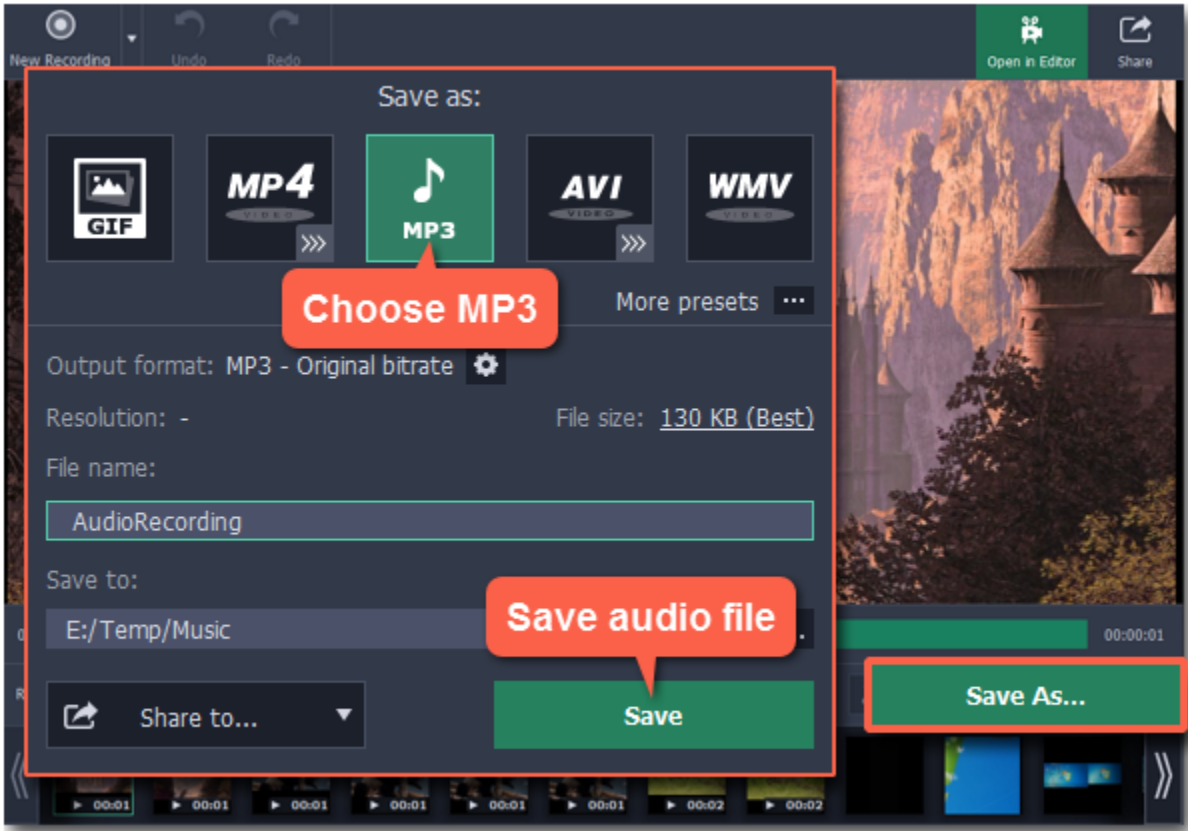 New Recording
Undo
Redo
Open in Editor
Share
Save as:
GIF
MP4
VIDEO
MP3
AVI
VIDEO
WMV
VIDEO
Choose MP3
More presets ...
Output format: MP3 - Original bitrate
Resolution: -
File size: 130 KB (Best)
File name:
AudioRecording
Save to:
E:/Temp/Music
Save audio file
00:00:01
Share to...
Save
Save As...
00:01
00:01
00:01
00:01
00:01
00:01
00:02
00:02